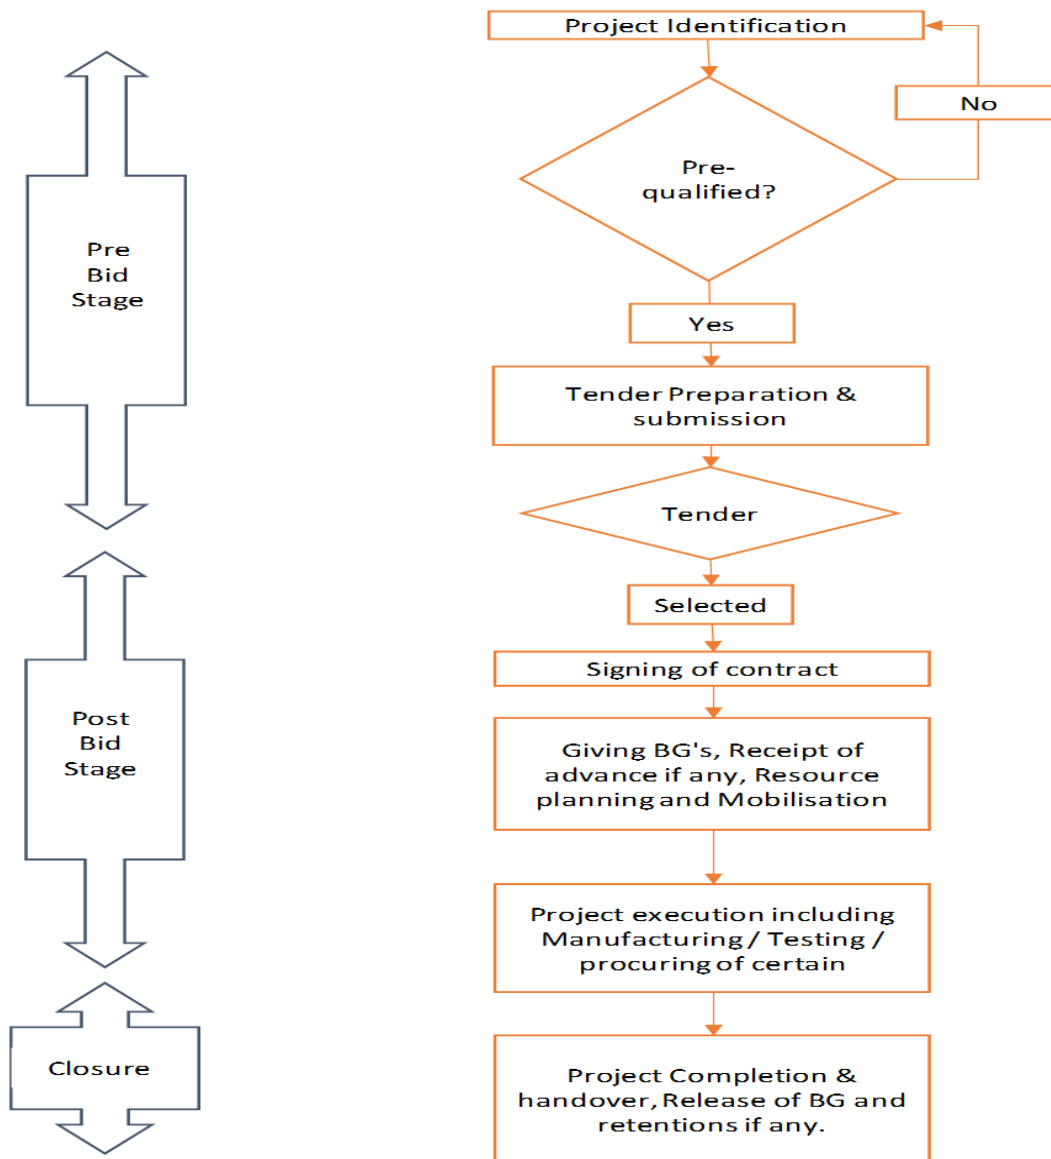 Project Identification
No
Pre-
qualified?
Pre
Bid
Stage
Yes
Tender Preparation &
submission
Tender
Selected
Signing of contract
Post
Bid
Stage
Giving BG's, Receipt of
advance if any, Resource
planning and Mobilisation
Project execution including
Manufacturing / Testing /
procuring of certain
Closure
Project Completion &
handover, Release of BG and
retentions if any.